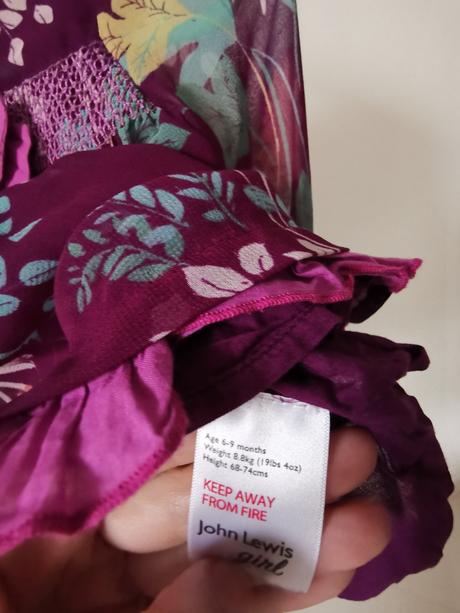 Age 6-9 months
Weight 8.8kg (19lbs 4oz)
Height 68-74cms
KEEP AWAY
FROM FIRE
John Lewis
girl